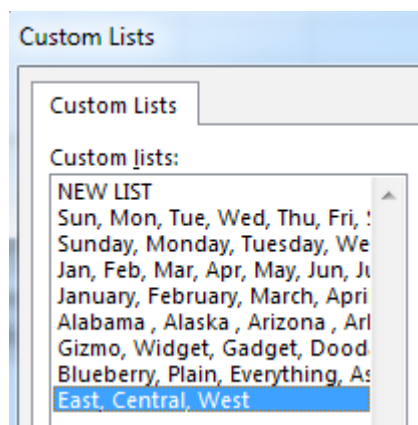 Custom Lists
Custom Lists
Custom lists:
NEW LIST
Sun, Mon, Tue, Wed, Thu, Fri,
Sunday, Monday, Tuesday, We
Jan, Feb, Mar, Apr, May, Jun, Ju
January, February, March, Apri
Alabama , Alaska , Arizona , Arl
Gizmo, Widget, Gadget, Dood
Blueberry, Plain, Everything, As
East, Central, West